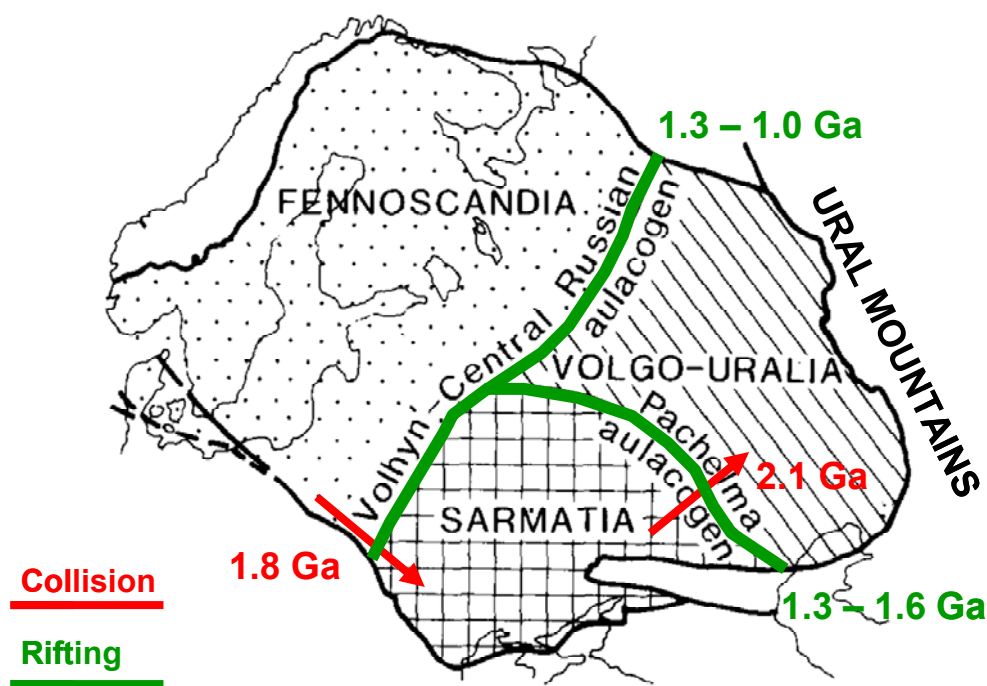 1.3 – 1.0 Ga
URAL MOUNTAINS
FENNOSCANDIA
Volhyn Central Russian
aulacogen
VOLGO-URALIA
Pachelma
aulacogen
2.1 Ga
SARMATIA
1.8 Ga
Collision
1.3 – 1.6 Ga
Rifting